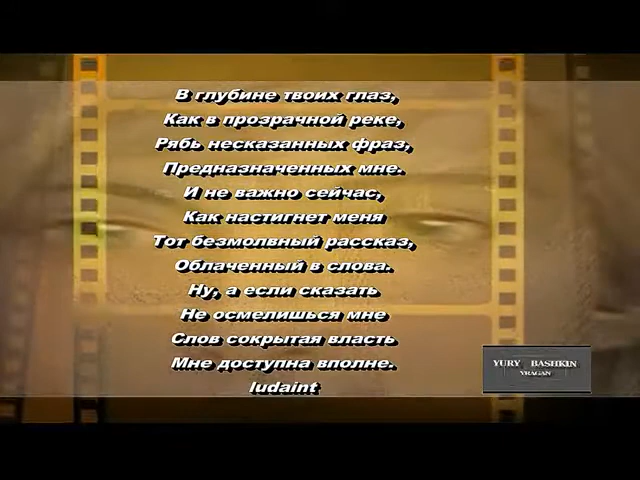 В глубине твоих глаз,
Как в прозрачной реке,
Рябь несказанных фраз,
Предназначенных мне.
И не важно сейчас,
Как настигнет меня
Тот безмолвный рассказ,
Облаченный в слова.
Ну, а если сказать
Не осмелишься мне
Слов сокрытая власть
Мне доступна вполне.
ludaint
YURY BASHKIN
YRAGAN